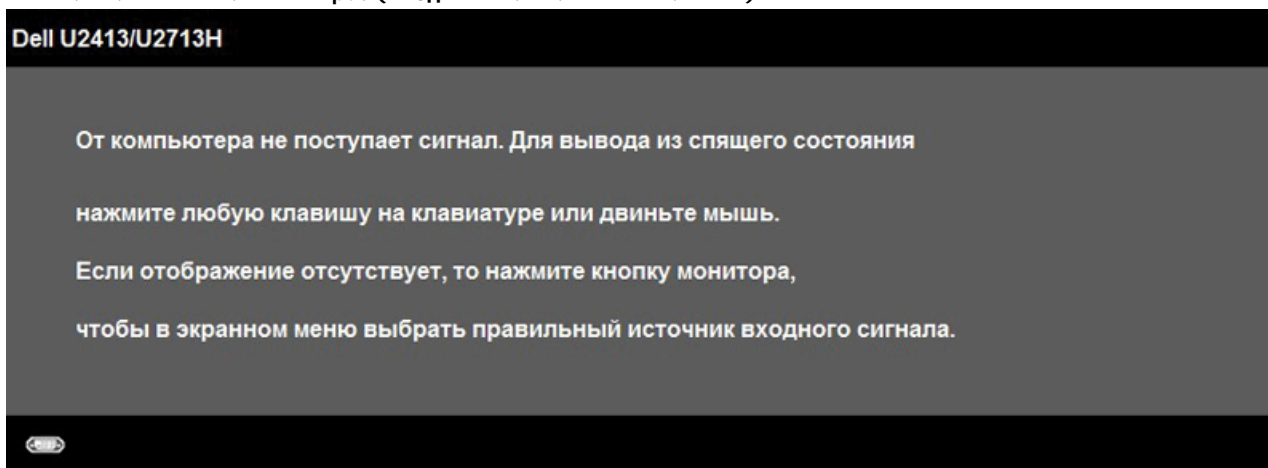 Dell U2413/U2713H
От компьютера не поступает сигнал. Для вывода из спящего состояния
нажмите любую клавишу на клавиатуре или двиньте мышь.
Если отображение отсутствует, то нажмите кнопку монитора,
чтобы в экранном меню выбрать правильный источник входного сигнала.